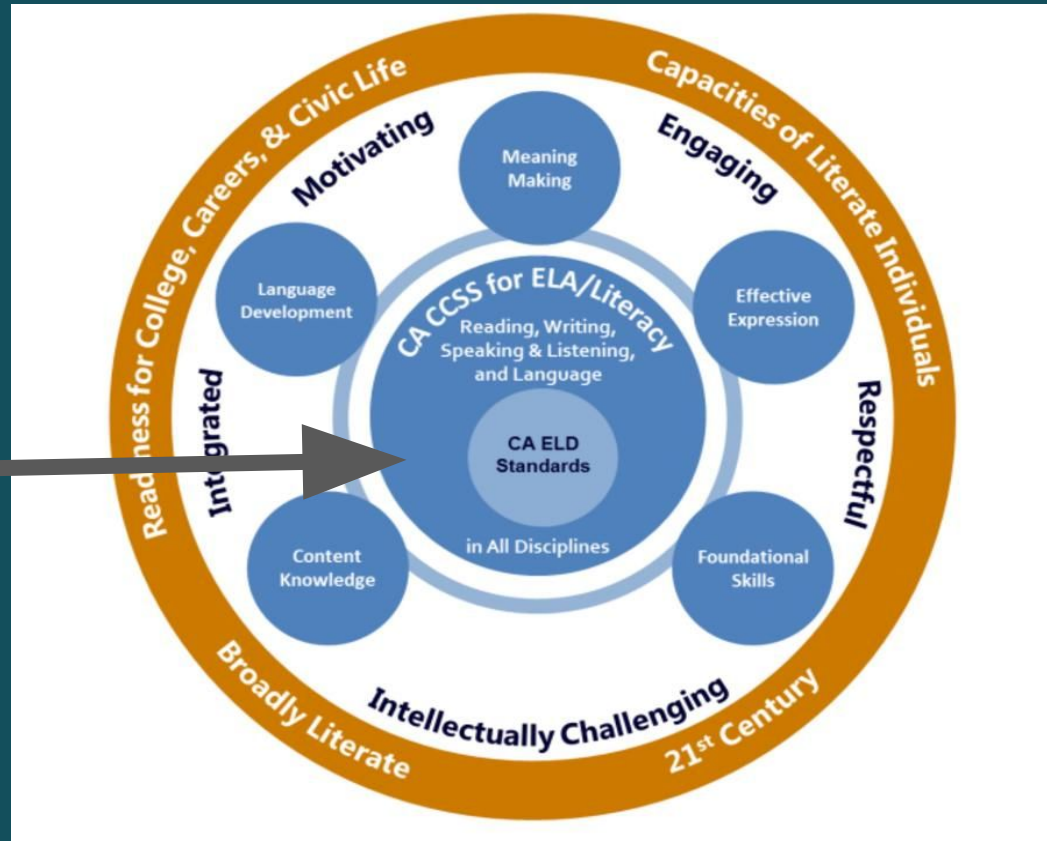 Readiness for College, Careers, & Civic Life
Capacities of Literate Individuals
Motivating
Engaging
Meaning
Making
Language
Development
Effective
Expression
CA CCSS for ELA/Literacy
Reading, Writing,
Speaking & Listening,
and Language
CA ELD
Standards
in All Disciplines
Integrated
Respectful
Content
Knowledge
Foundational
Skills
Intellectually Challenging
Broadly Literate
21st Century